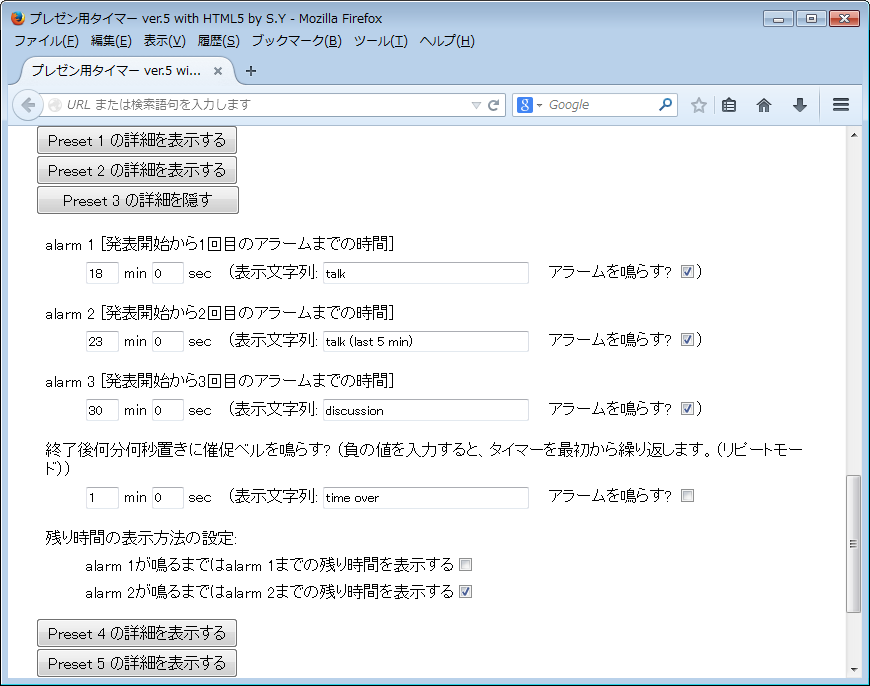 プレゼン用タイマー ver.5 with HTML5 by S.Y - Mozilla Firefox
ファイル(F) 編集(E) 表示(V) 履歴(S) ブックマーク(B) ツール(T) ヘルプ(H)
プレゼン用タイマー ver.5 wi...
URL または検索語句を入力します
8 Google
Preset 1 の詳細を表示する
Preset 2 の詳細を表示する
Preset 3 の詳細を隠す
alarm 1 [発表開始から1回目のアラームまでの時間]
18 min 0 sec (表示文字列: talk アラームを鳴らす? )
alarm 2 [発表開始から2回目のアラームまでの時間]
23 min 0 sec (表示文字列: talk (last 5 min) アラームを鳴らす? )
alarm 3 [発表開始から3回目のアラームまでの時間]
30 min 0 sec (表示文字列: discussion アラームを鳴らす? )
終了後何分何秒置きに催促ベルを鳴らす? (負の値を入力すると、タイマーを最初から繰り返します。(リピートモー
ド))
1 min 0 sec (表示文字列: time over アラームを鳴らす?
残り時間の表示方法の設定:
alarm 1が鳴るまではalarm 1までの残り時間を表示する
alarm 2が鳴るまではalarm 2までの残り時間を表示する
Preset 4 の詳細を表示する
Preset 5 の詳細を表示する